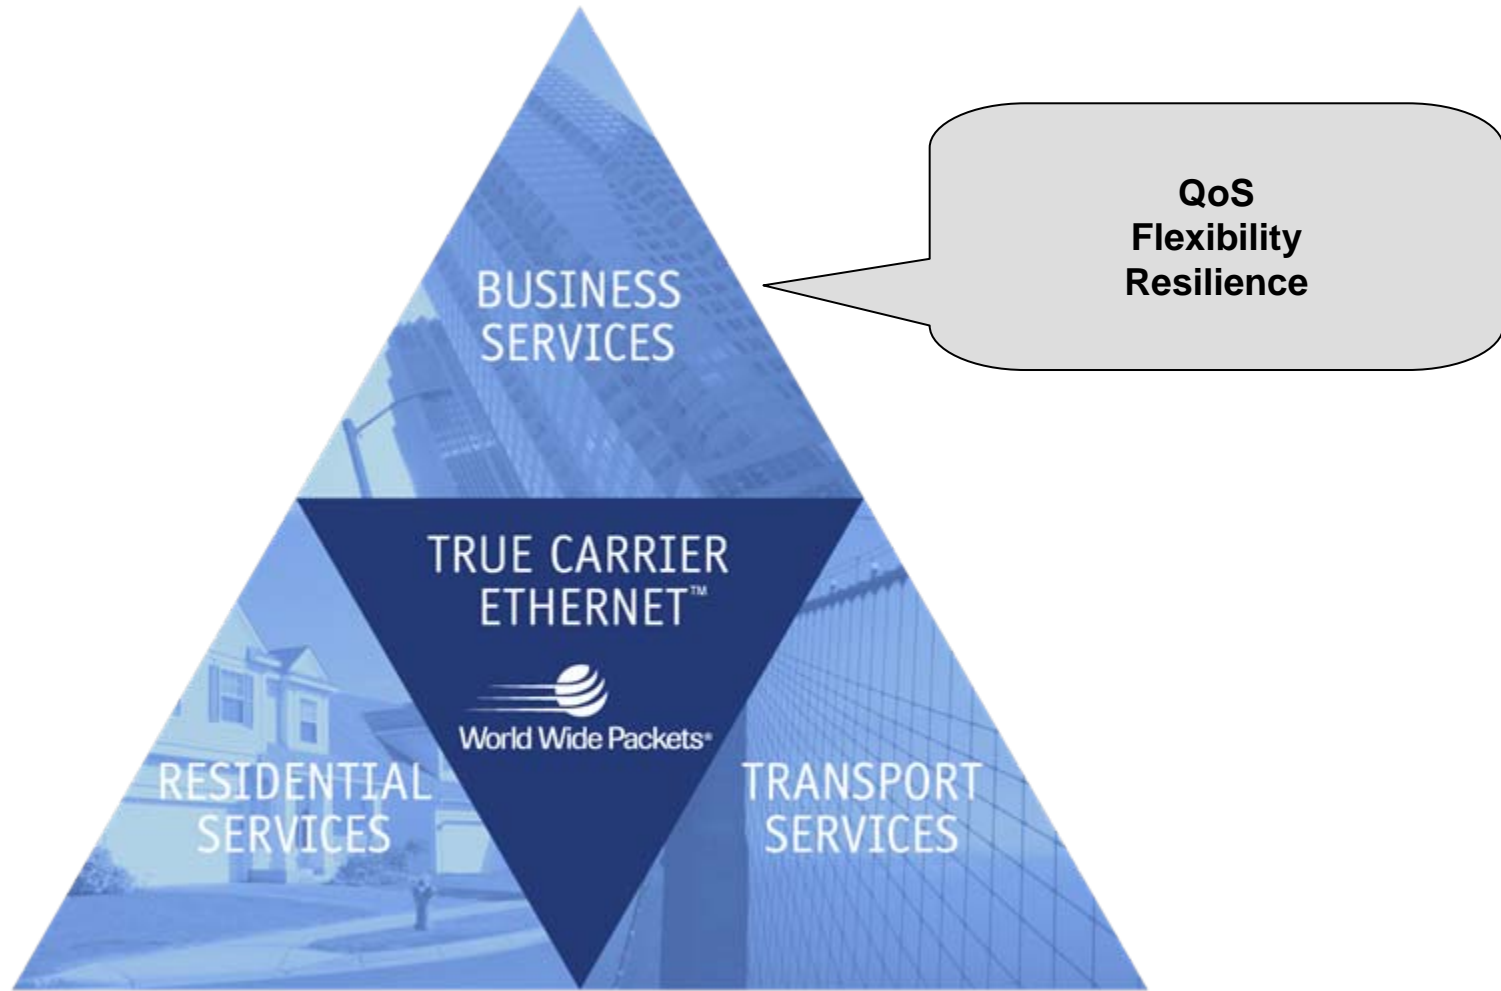 QoS
Flexibility
Resilience
BUSINESS
SERVICES
TRUE CARRIER
ETHERNET™
World Wide Packets®
RESIDENTIAL
SERVICES
TRANSPORT
SERVICES